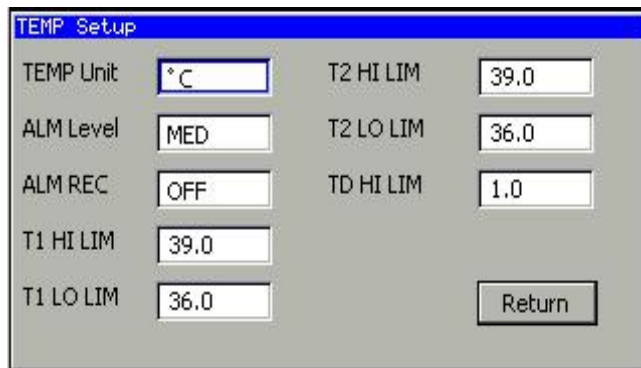 TEMP Setup
TEMP Unit °C T2 HI LIM 39.0
ALM Level MED T2 LO LIM 36.0
ALM REC OFF TD HI LIM 1.0
T1 HI LIM 39.0
T1 LO LIM 36.0 Return